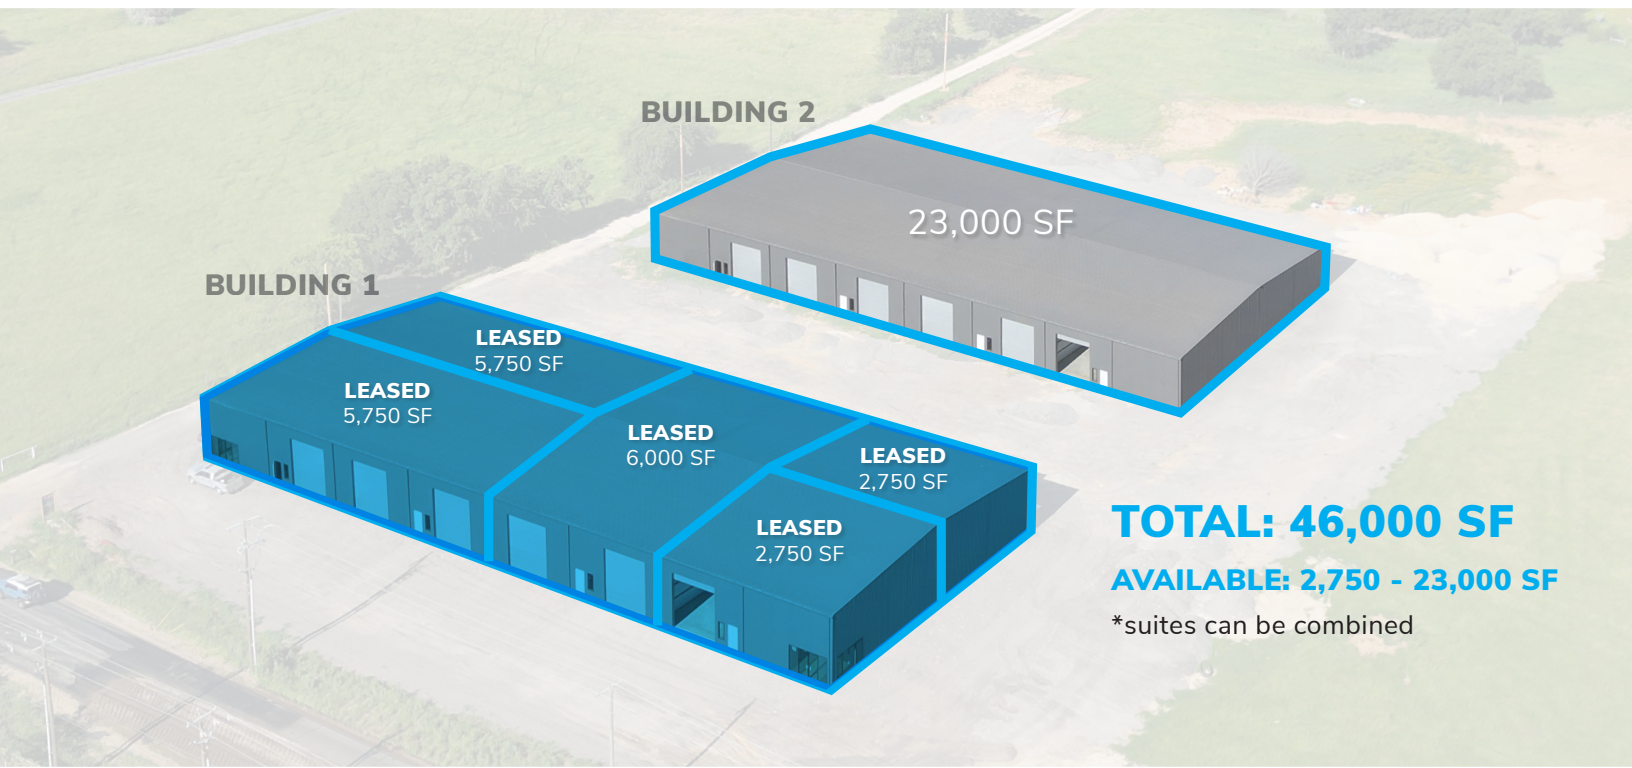 BUILDING 2
23,000 SF
BUILDING 1
LEASED
5,750 SF
LEASED
5,750 SF
LEASED
6,000 SF
LEASED
2,750 SF
LEASED
2,750 SF
TOTAL: 46,000 SF
AVAILABLE: 2,750 - 23,000 SF
*suites can be combined